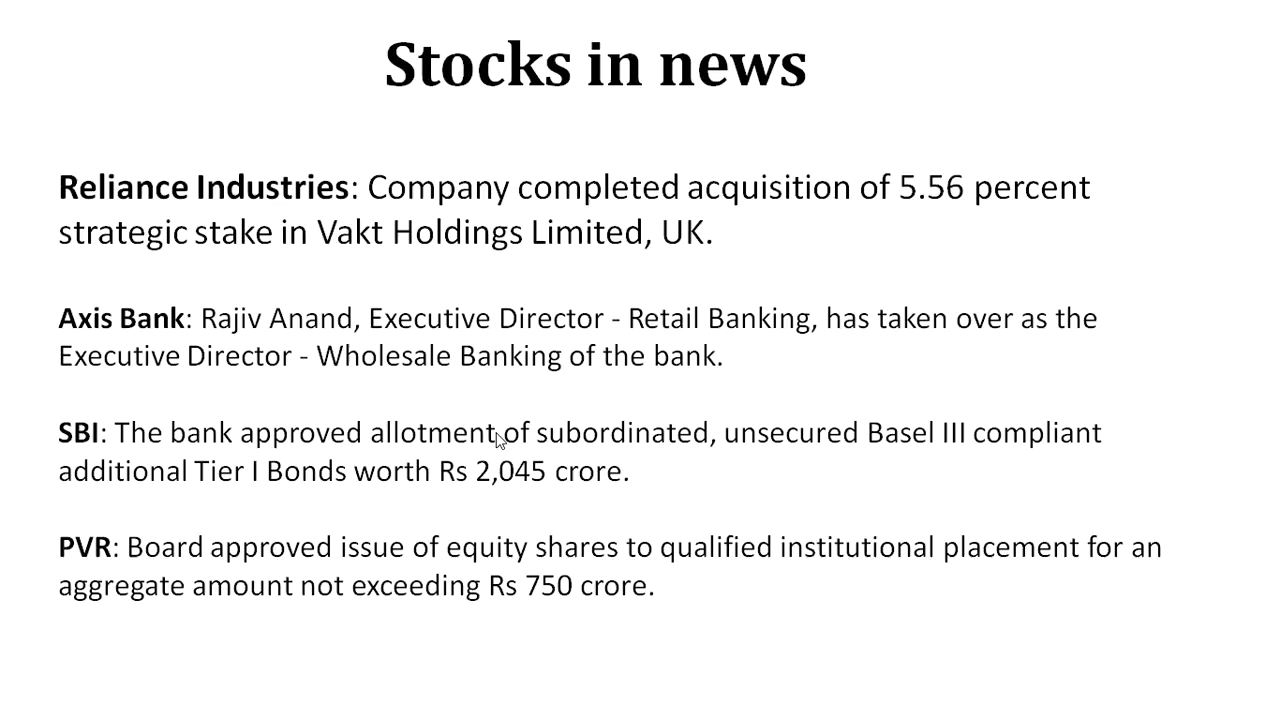 Stocks in news
Reliance Industries: Company completed acquisition of 5.56 percent
strategic stake in Vakt Holdings Limited, UK.
Axis Bank: Rajiv Anand, Executive Director - Retail Banking, has taken over as the
Executive Director - Wholesale Banking of the bank.
SBI: The bank approved allotment of subordinated, unsecured Basel III compliant
additional Tier I Bonds worth Rs 2,045 crore.
PVR: Board approved issue of equity shares to qualified institutional placement for an
aggregate amount not exceeding Rs 750 crore.